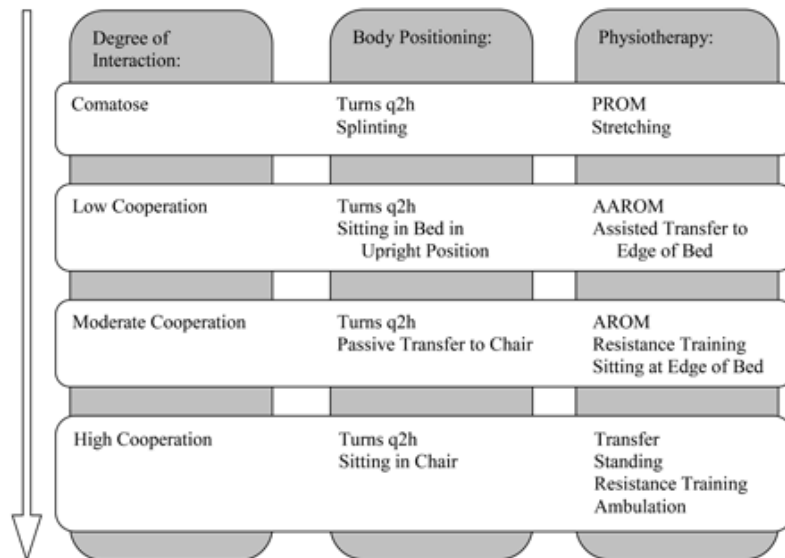 Degree of
Interaction:
Body Positioning:
Physiotherapy:
Comatose
Turns q2h
Splinting
PROM
Stretching
Low Cooperation
Turns q2h
Sitting in Bed in
Upright Position
AAROM
Assisted Transfer to
Edge of Bed
Moderate Cooperation
Turns q2h
Passive Transfer to Chair
AROM
Resistance Training
Sitting at Edge of Bed
High Cooperation
Turns q2h
Sitting in Chair
Transfer
Standing
Resistance Training
Ambulation